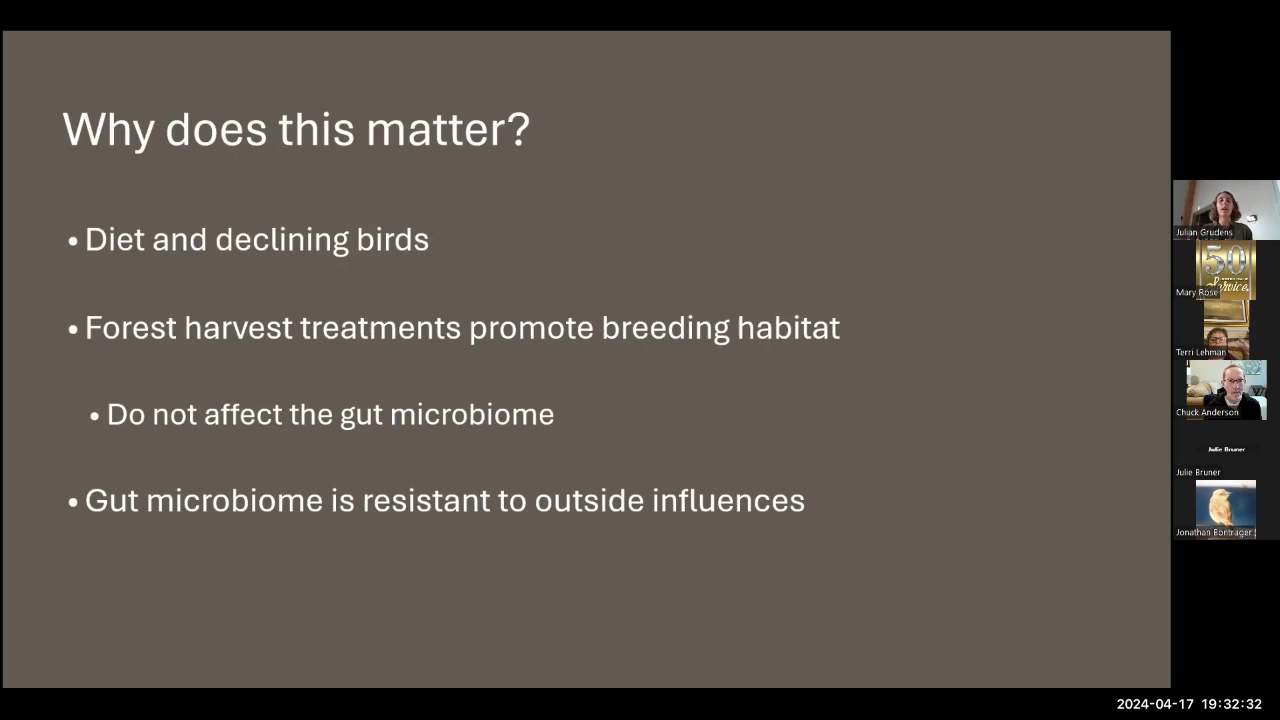 Why does this matter?
• Diet and declining birds
• Forest harvest treatments promote breeding habitat
• Do not affect the gut microbiome
• Gut microbiome is resistant to outside influences
Julian Grudens
50
Service
Mary Rose
Terri Lehman
Chuck Anderson
Julie Bruner
Julie Bruner
Jonathan Bontrager
2024-04-17 19:32:32